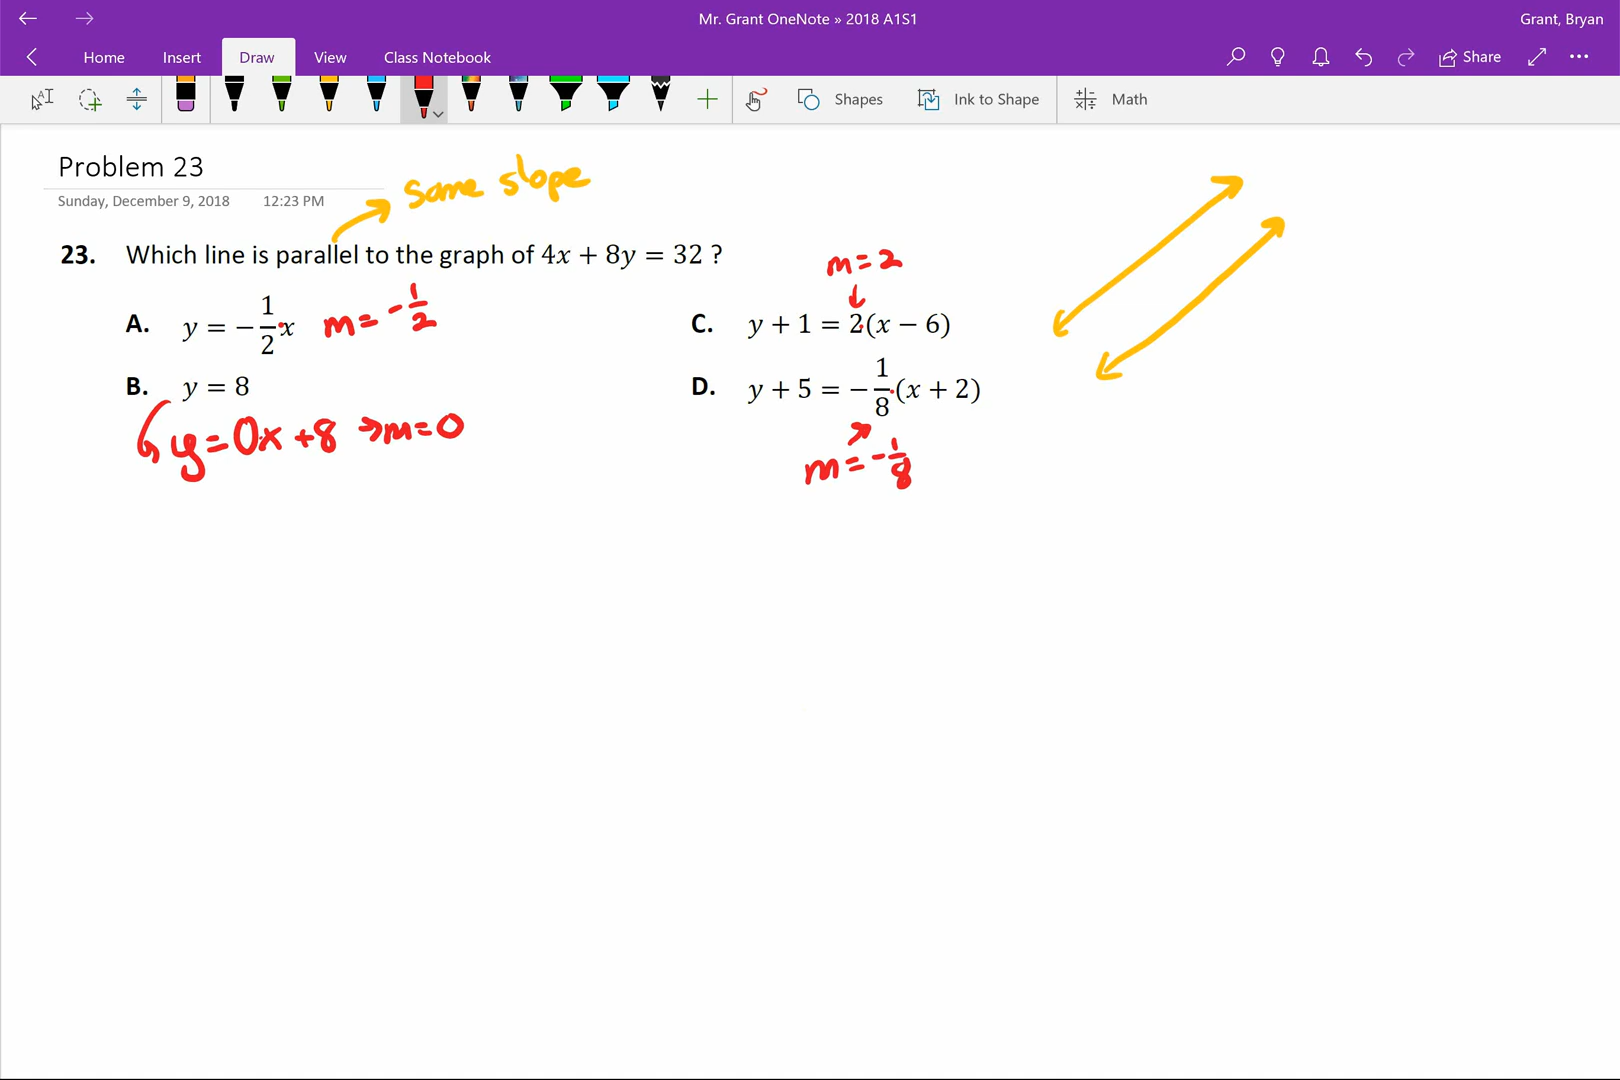 Mr. Grant OneNote » 2018 A1S1
Grant, Bryan
Home Insert Draw View Class Notebook
Share
Shapes Ink to Shape Math
Problem 23
Sunday, December 9, 2018 12:23 PM
same slope
23. Which line is parallel to the graph of 4x + 8y = 32 ?
A. y = −1/2 x m = -1/2
B. y = 8
y = 0x + 8 → m = 0
m = 2
C. y + 1 = 2(x − 6)
D. y + 5 = −1/8 (x + 2)
m = -1/8